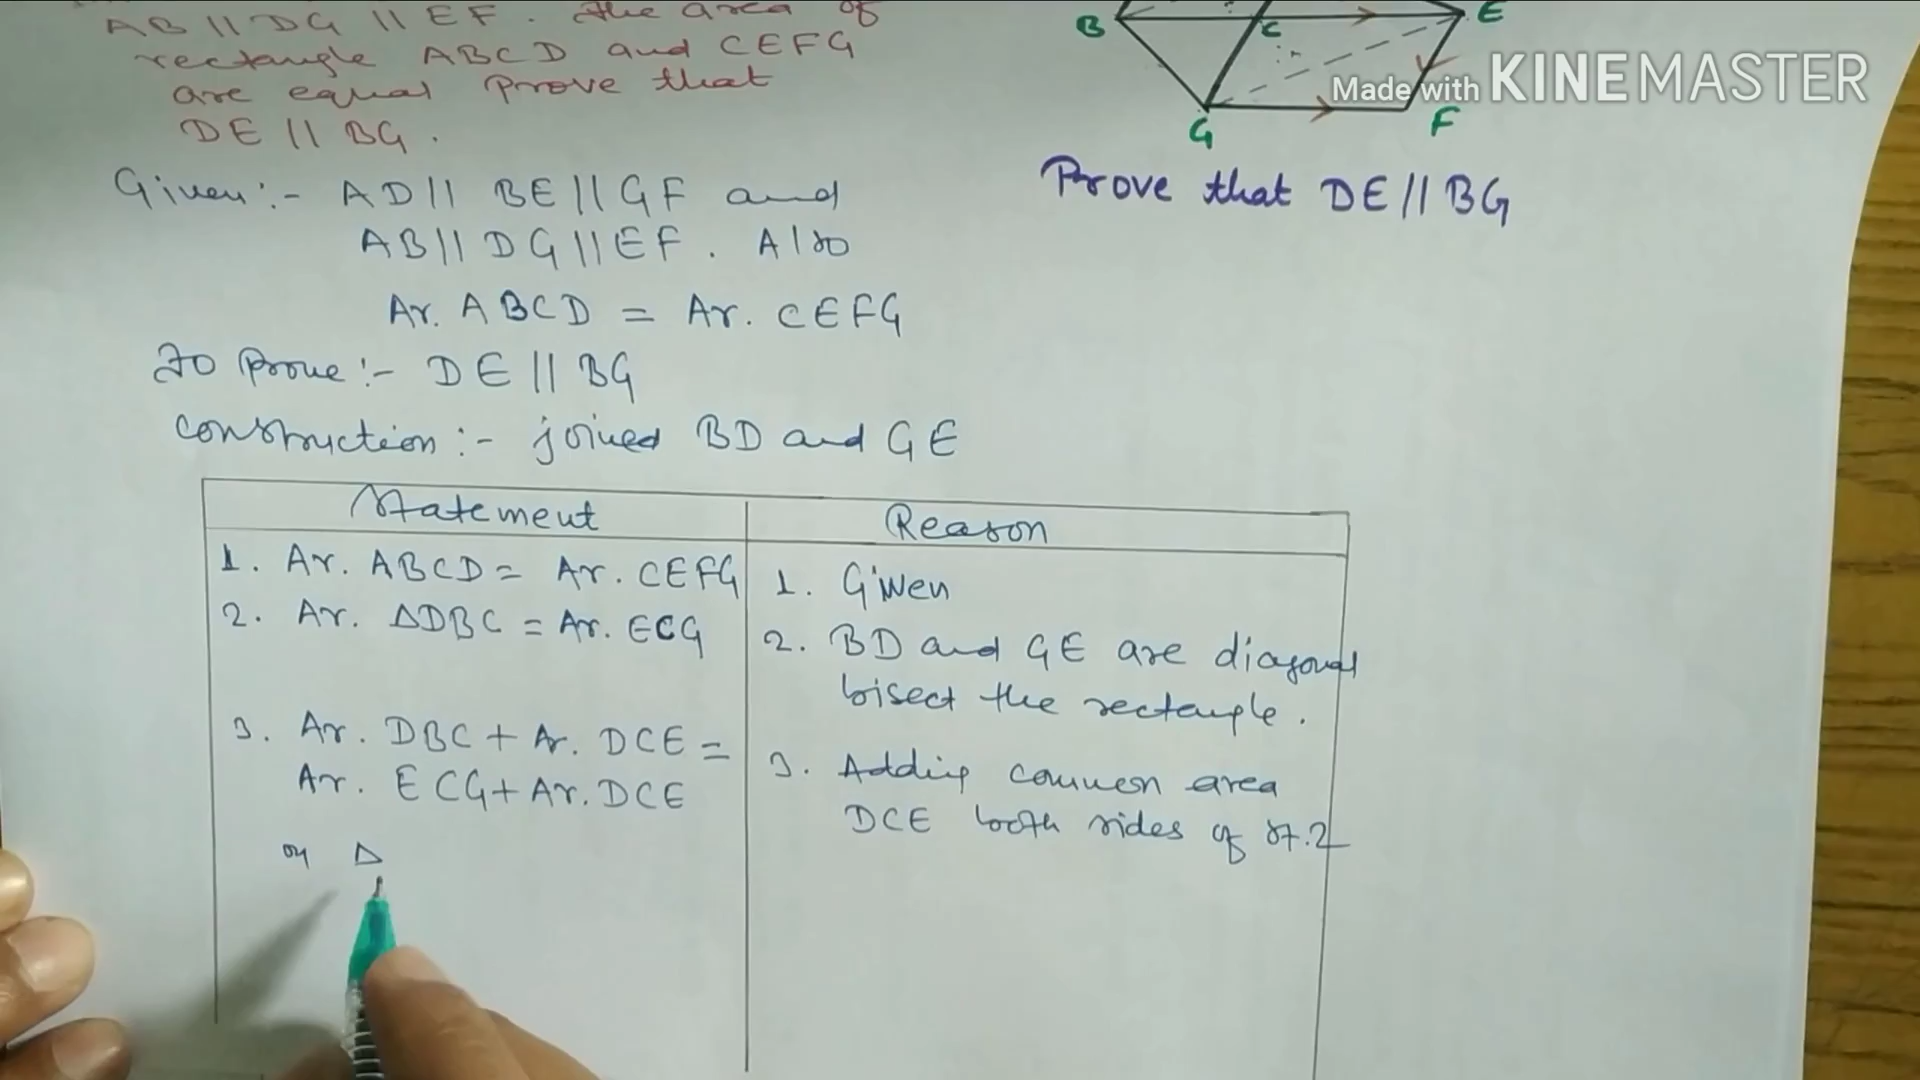 AB || DG || EF. The area of
rectangle ABCD and CEFG
are equal Prove that
DE || BG.
B C E
Made with KINEMASTER
G F
Prove that DE // BG
Given:- AD || BE || GF and
AB || DG || EF. Also
Ar. ABCD = Ar. CEFG
To prove:- DE || BG
Construction:- joined BD and GE
Statement
Reason
1. Ar. ABCD = Ar. CEFG
1. Given
2. Ar. ΔDBC = Ar. ECG
2. BD and GE are diagonal
bisect the rectangle.
3. Ar. DBC + Ar. DCE =
Ar. ECG + Ar. DCE
3. Adding common area
DCE both sides of st. 2
or Δ